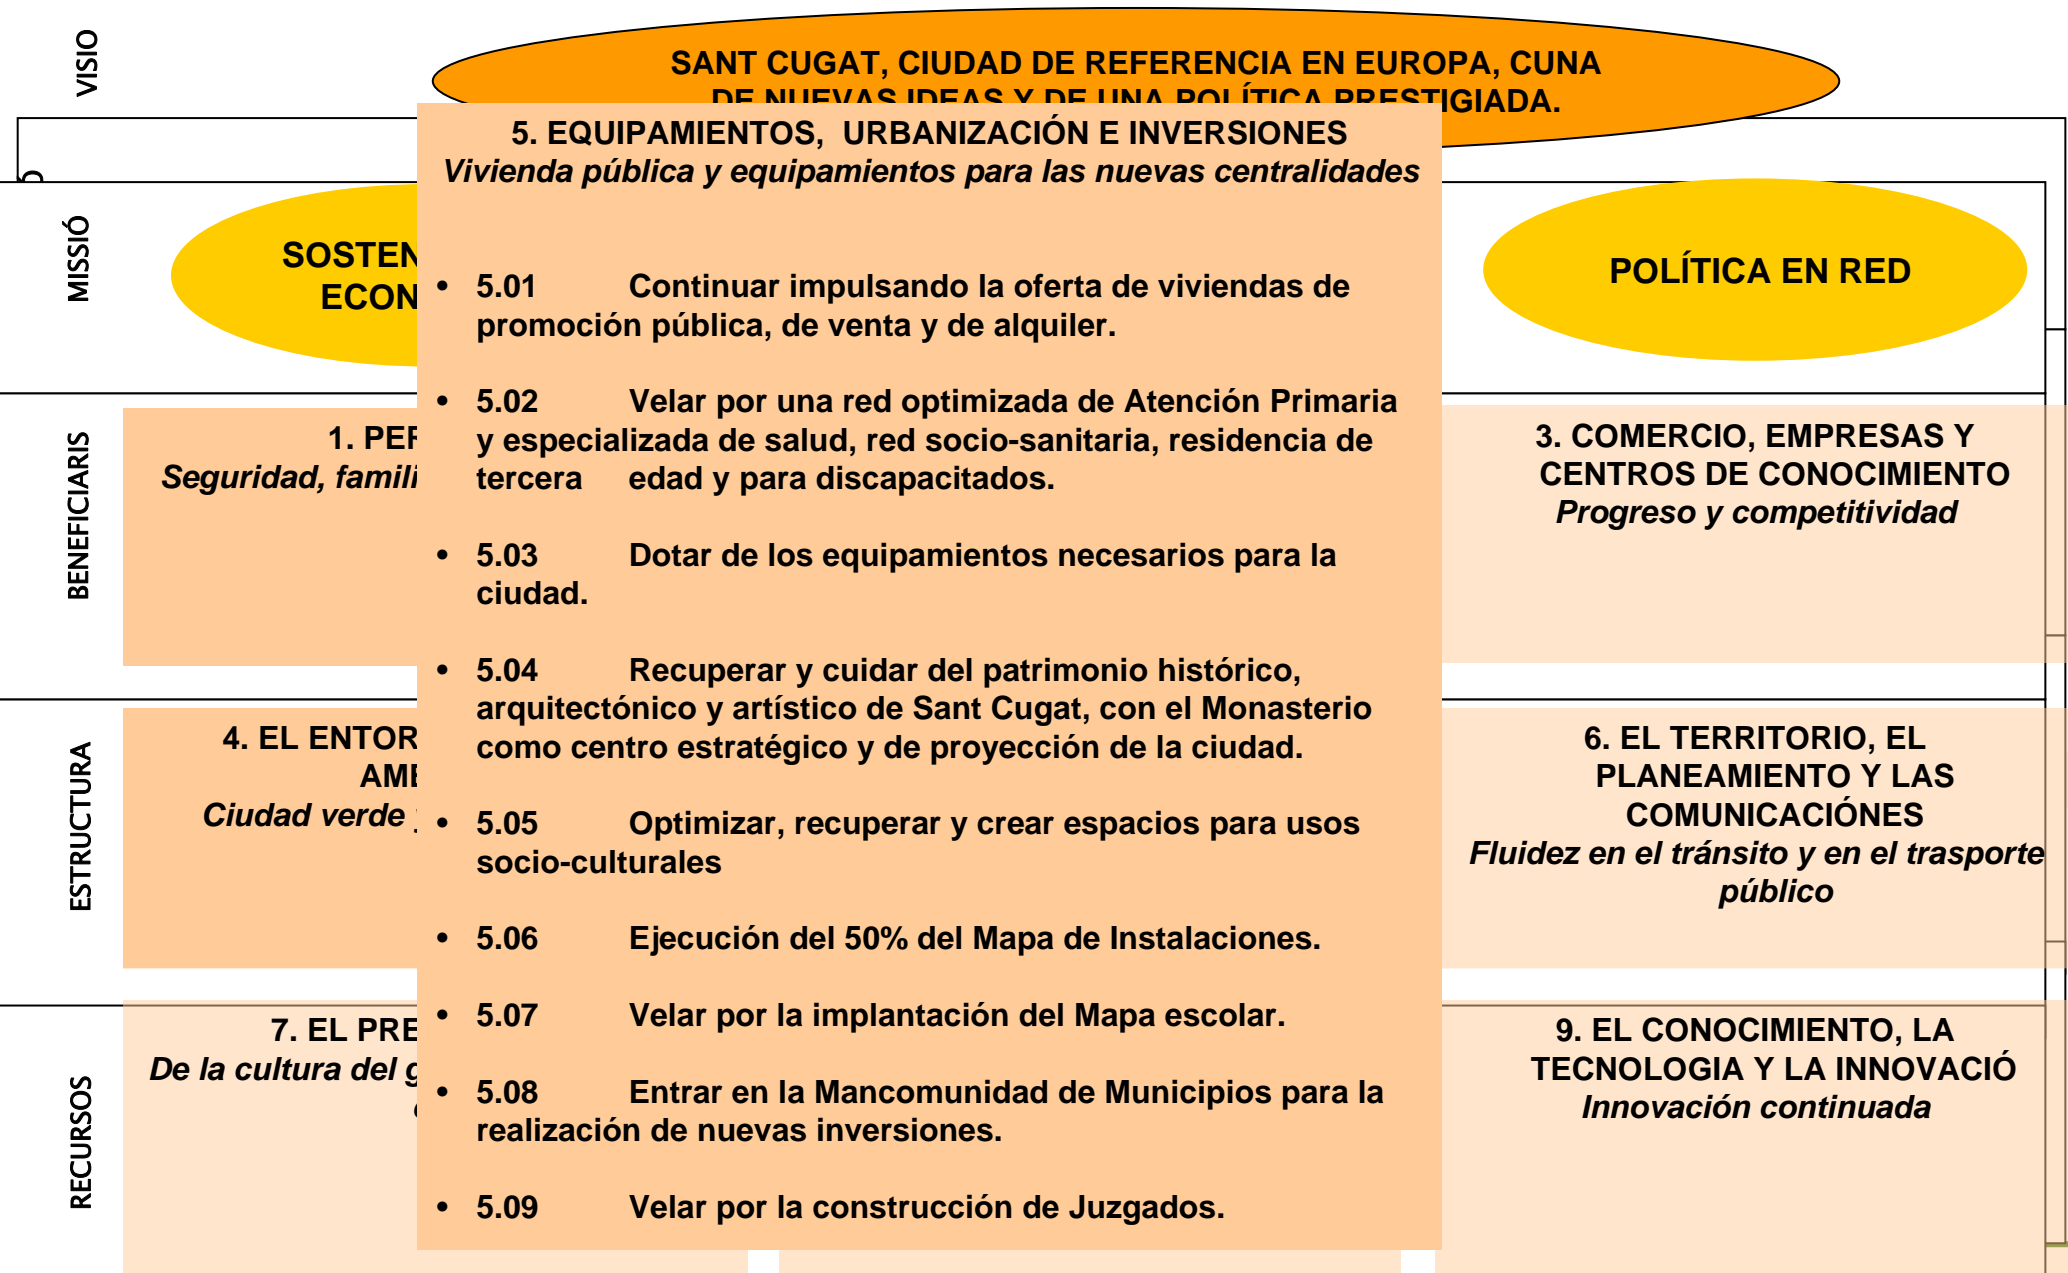 VISIO
SANT CUGAT, CIUDAD DE REFERENCIA EN EUROPA, CUNA
DE NUEVAS IDEAS Y DE UNA POLÍTICA PRESTIGIADA.
5. EQUIPAMIENTOS, URBANIZACIÓN E INVERSIONES
Vivienda pública y equipamientos para las nuevas centralidades
• 5.01 Continuar impulsando la oferta de viviendas de
promoción pública, de venta y de alquiler.
• 5.02 Velar por una red optimizada de Atención Primaria
y especializada de salud, red socio-sanitaria, residencia de
tercera edad y para discapacitados.
• 5.03 Dotar de los equipamientos necesarios para la
ciudad.
• 5.04 Recuperar y cuidar del patrimonio histórico,
arquitectónico y artístico de Sant Cugat, con el Monasterio
como centro estratégico y de proyección de la ciudad.
• 5.05 Optimizar, recuperar y crear espacios para usos
socio-culturales
• 5.06 Ejecución del 50% del Mapa de Instalaciones.
• 5.07 Velar por la implantación del Mapa escolar.
• 5.08 Entrar en la Mancomunidad de Municipios para la
realización de nuevas inversiones.
• 5.09 Velar por la construcción de Juzgados.
MISSIÓ
SOSTEN
ECON
POLÍTICA EN RED
BENEFICIARIS
1. PER
Seguridad, famili
3. COMERCIO, EMPRESAS Y
CENTROS DE CONOCIMIENTO
Progreso y competitividad
ESTRUCTURA
4. EL ENTOR
AMB
Ciudad verde
6. EL TERRITORIO, EL
PLANEAMIENTO Y LAS
COMUNICACIÓNES
Fluidez en el tránsito y en el trasporte
público
RECURSOS
7. EL PRE
De la cultura del g
9. EL CONOCIMIENTO, LA
TECNOLOGIA Y LA INNOVACIÓ
Innovación continuada